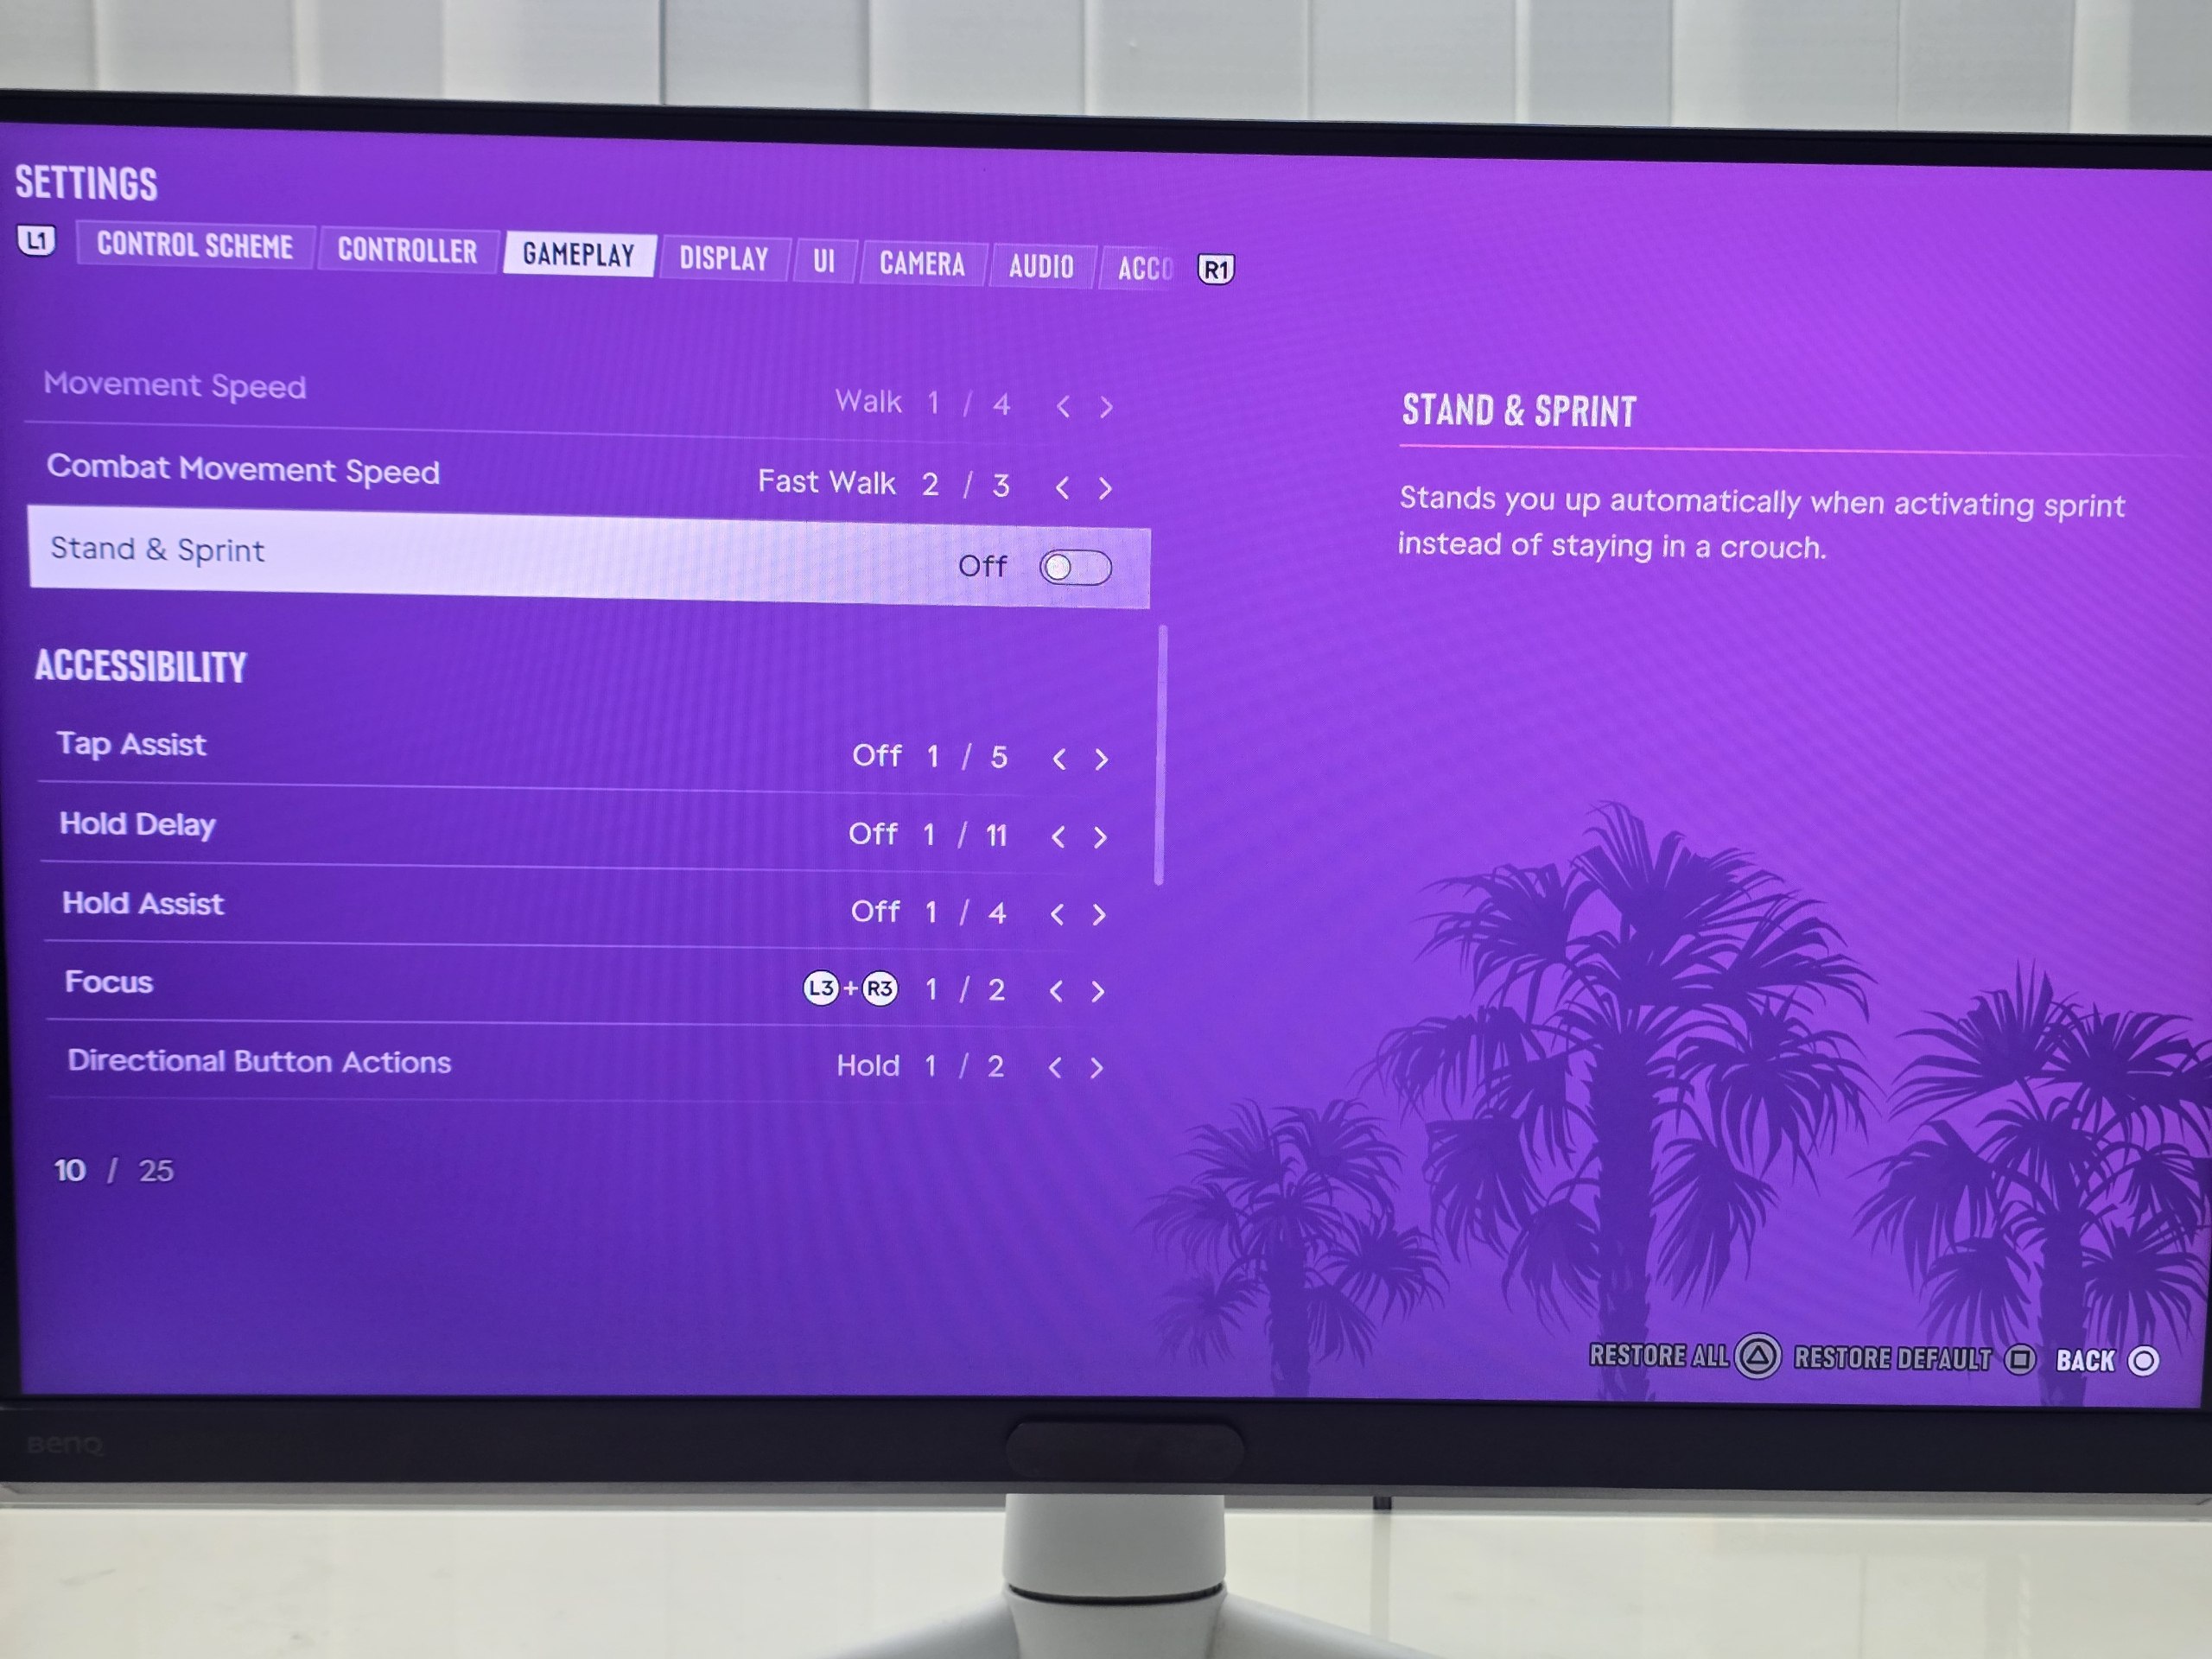 SETTINGS
L1 CONTROL SCHEME CONTROLLER GAMEPLAY DISPLAY UI CAMERA AUDIO ACCO R1
Movement Speed Walk 1 / 4 < >
Combat Movement Speed Fast Walk 2 / 3 < >
Stand & Sprint Off
ACCESSIBILITY
Tap Assist Off 1 / 5 < >
Hold Delay Off 1 / 11 < >
Hold Assist Off 1 / 4 < >
Focus L3+R3 1 / 2 < >
Directional Button Actions Hold 1 / 2 < >
10 / 25
STAND & SPRINT
Stands you up automatically when activating sprint
instead of staying in a crouch.
RESTORE ALL RESTORE DEFAULT BACK
BenQ